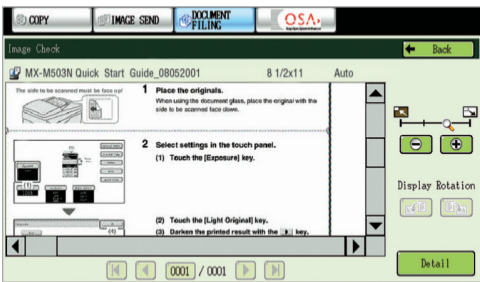 COPY
IMAGE SEND
DOCUMENT
FILING
OSA
Image Check
Back
MX-M503N Quick Start Guide_08052001
8 1/2x11
Auto
The side to be scanned must be face up!
1 Place the originals.
When using the document glass, place the original with the
side to be scanned face down.
2 Select settings in the touch panel.
(1) Touch the [Exposure] key.
(1)
(2) Touch the [Light Original] key.
(3) Darken the printed result with the key.
Display Rotation
0001 / 0001
Detail